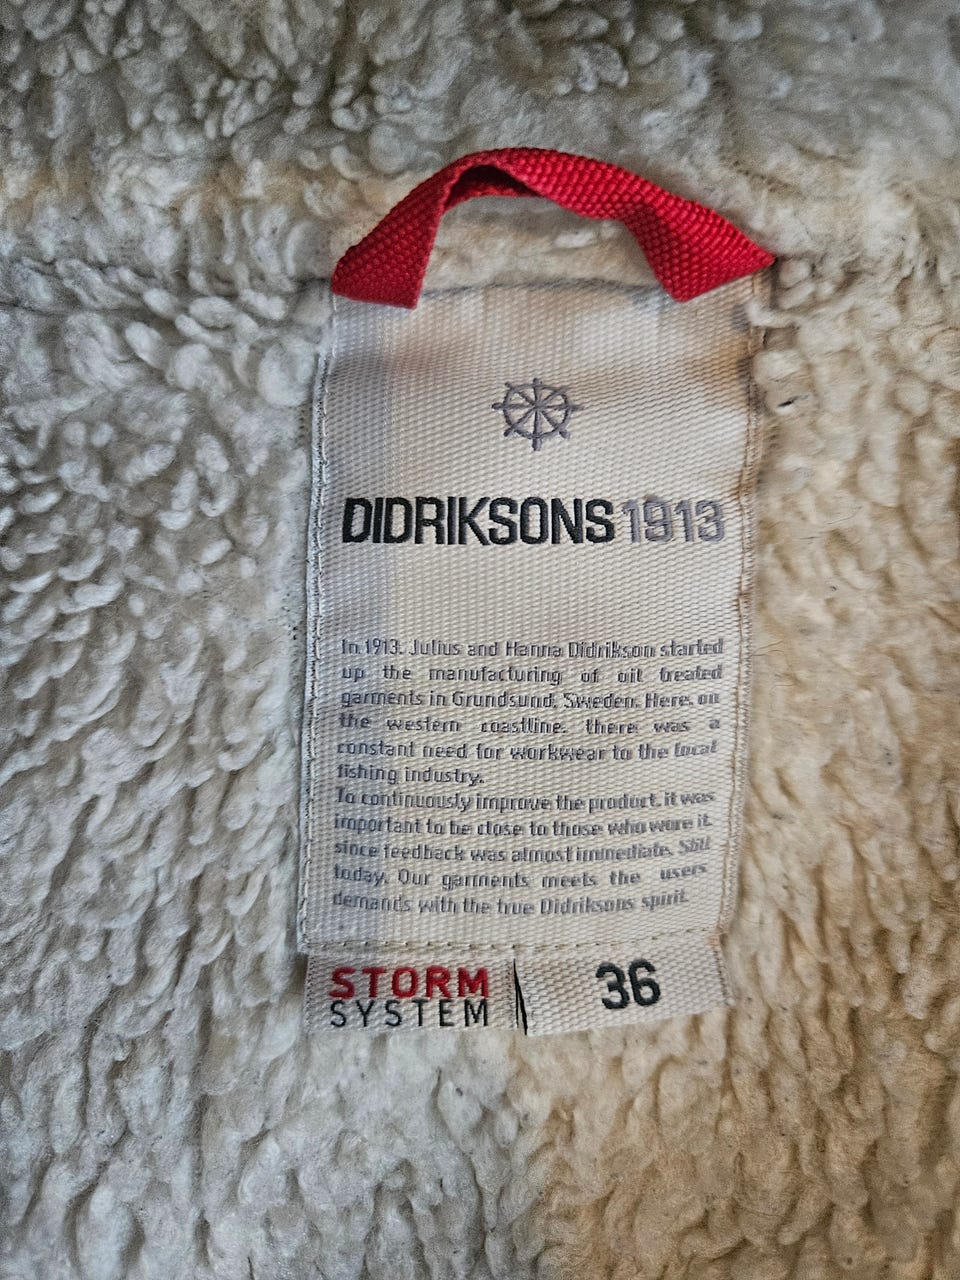 DIDRIKSONS 1913
In 1913. Julius and Hanna Didrikson started
up the manufacturing of oil treated
garments in Grundsund, Sweden. Here, on
the western coastline, there was a
constant need for workwear to the local
fishing industry.
To continuously improve the product, it was
important to be close to those who wore it,
since feedback was almost immediate. Still
today. Our garments meets the users
demands with the true Didriksons spirit.
STORM
SYSTEM
36